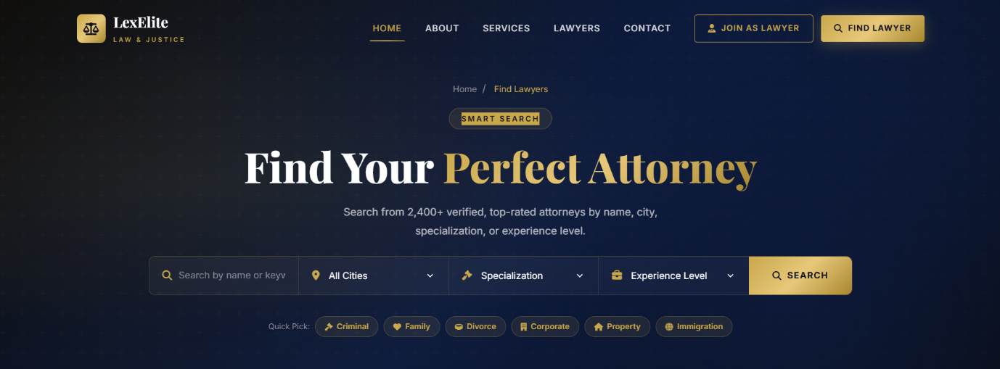 LexElite
LAW & JUSTICE
HOME ABOUT SERVICES LAWYERS CONTACT JOIN AS LAWYER FIND LAWYER
Home / Find Lawyers
SMART SEARCH
Find Your Perfect Attorney
Search from 2,400+ verified, top-rated attorneys by name, city,
specialization, or experience level.
Search by name or keyw All Cities Specialization Experience Level SEARCH
Quick Pick: Criminal Family Divorce Corporate Property Immigration